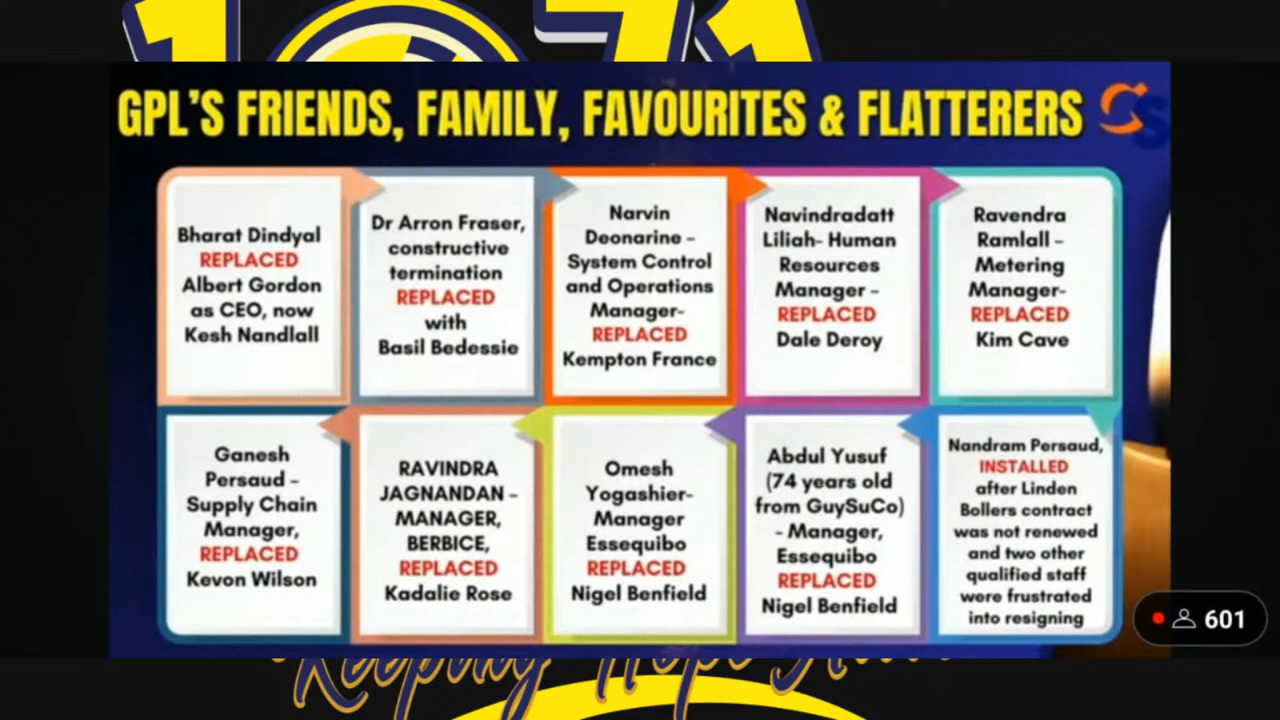 1071
GPL'S FRIENDS, FAMILY, FAVOURITES & FLATTERERS
Bharat Dindyal
REPLACED
Albert Gordon
as CEO, now
Kesh Nandlall
Dr Arron Fraser,
constructive
termination
REPLACED
with
Basil Bedessie
Narvin
Deonarine –
System Control
and Operations
Manager-
REPLACED
Kempton France
Navindradatt
Liliah- Human
Resources
Manager –
REPLACED
Dale Deroy
Ravendra
Ramlall –
Metering
Manager-
REPLACED
Kim Cave
Ganesh
Persaud –
Supply Chain
Manager,
REPLACED
Kevon Wilson
RAVINDRA
JAGNANDAN –
MANAGER,
BERBICE,
REPLACED
Kadalie Rose
Omesh
Yogashier-
Manager
Essequibo
REPLACED
Nigel Benfield
Abdul Yusuf
(74 years old
from GuySuCo)
- Manager,
Essequibo
REPLACED
Nigel Benfield
Nandram Persaud,
INSTALLED
after Linden
Bollers contract
was not renewed
and two other
qualified staff
were frustrated
into resigning
601
Keeping Hope Alive